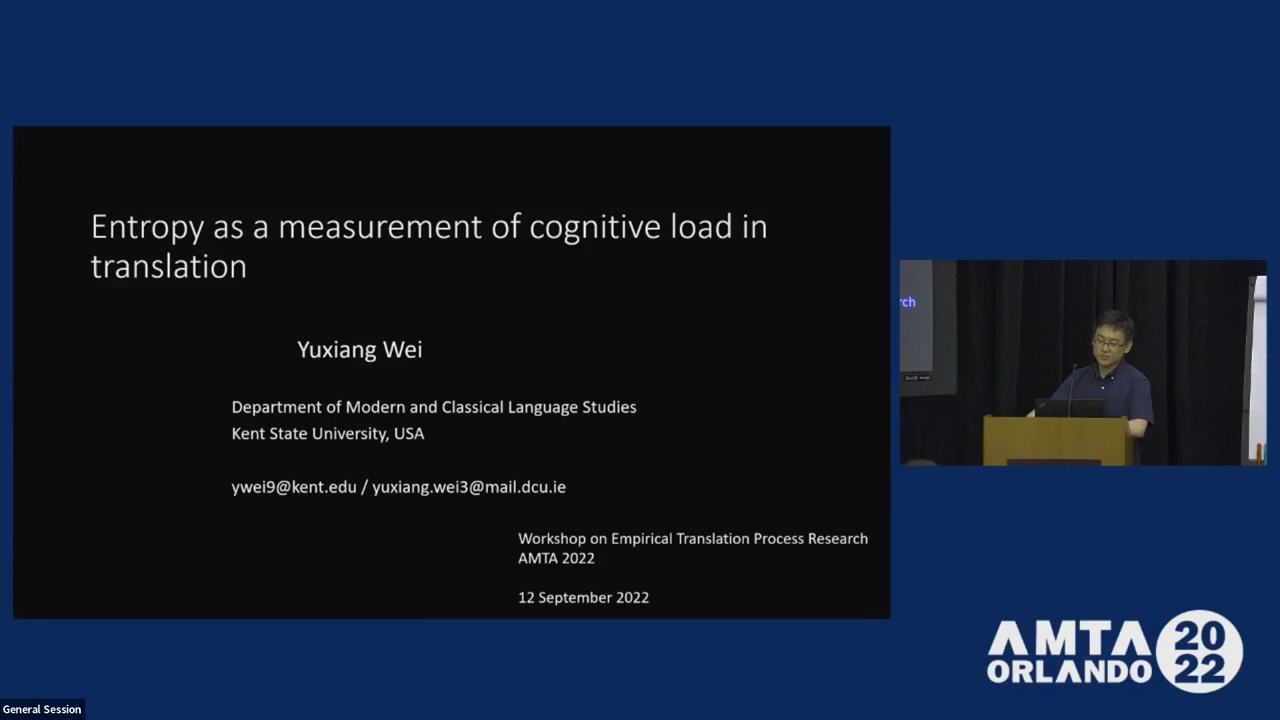 Entropy as a measurement of cognitive load in
translation
Yuxiang Wei
Department of Modern and Classical Language Studies
Kent State University, USA
ywei9@kent.edu / yuxiang.wei3@mail.dcu.ie
Workshop on Empirical Translation Process Research
AMTA 2022
12 September 2022
rch
AMTA
ORLANDO
20
22
General Session